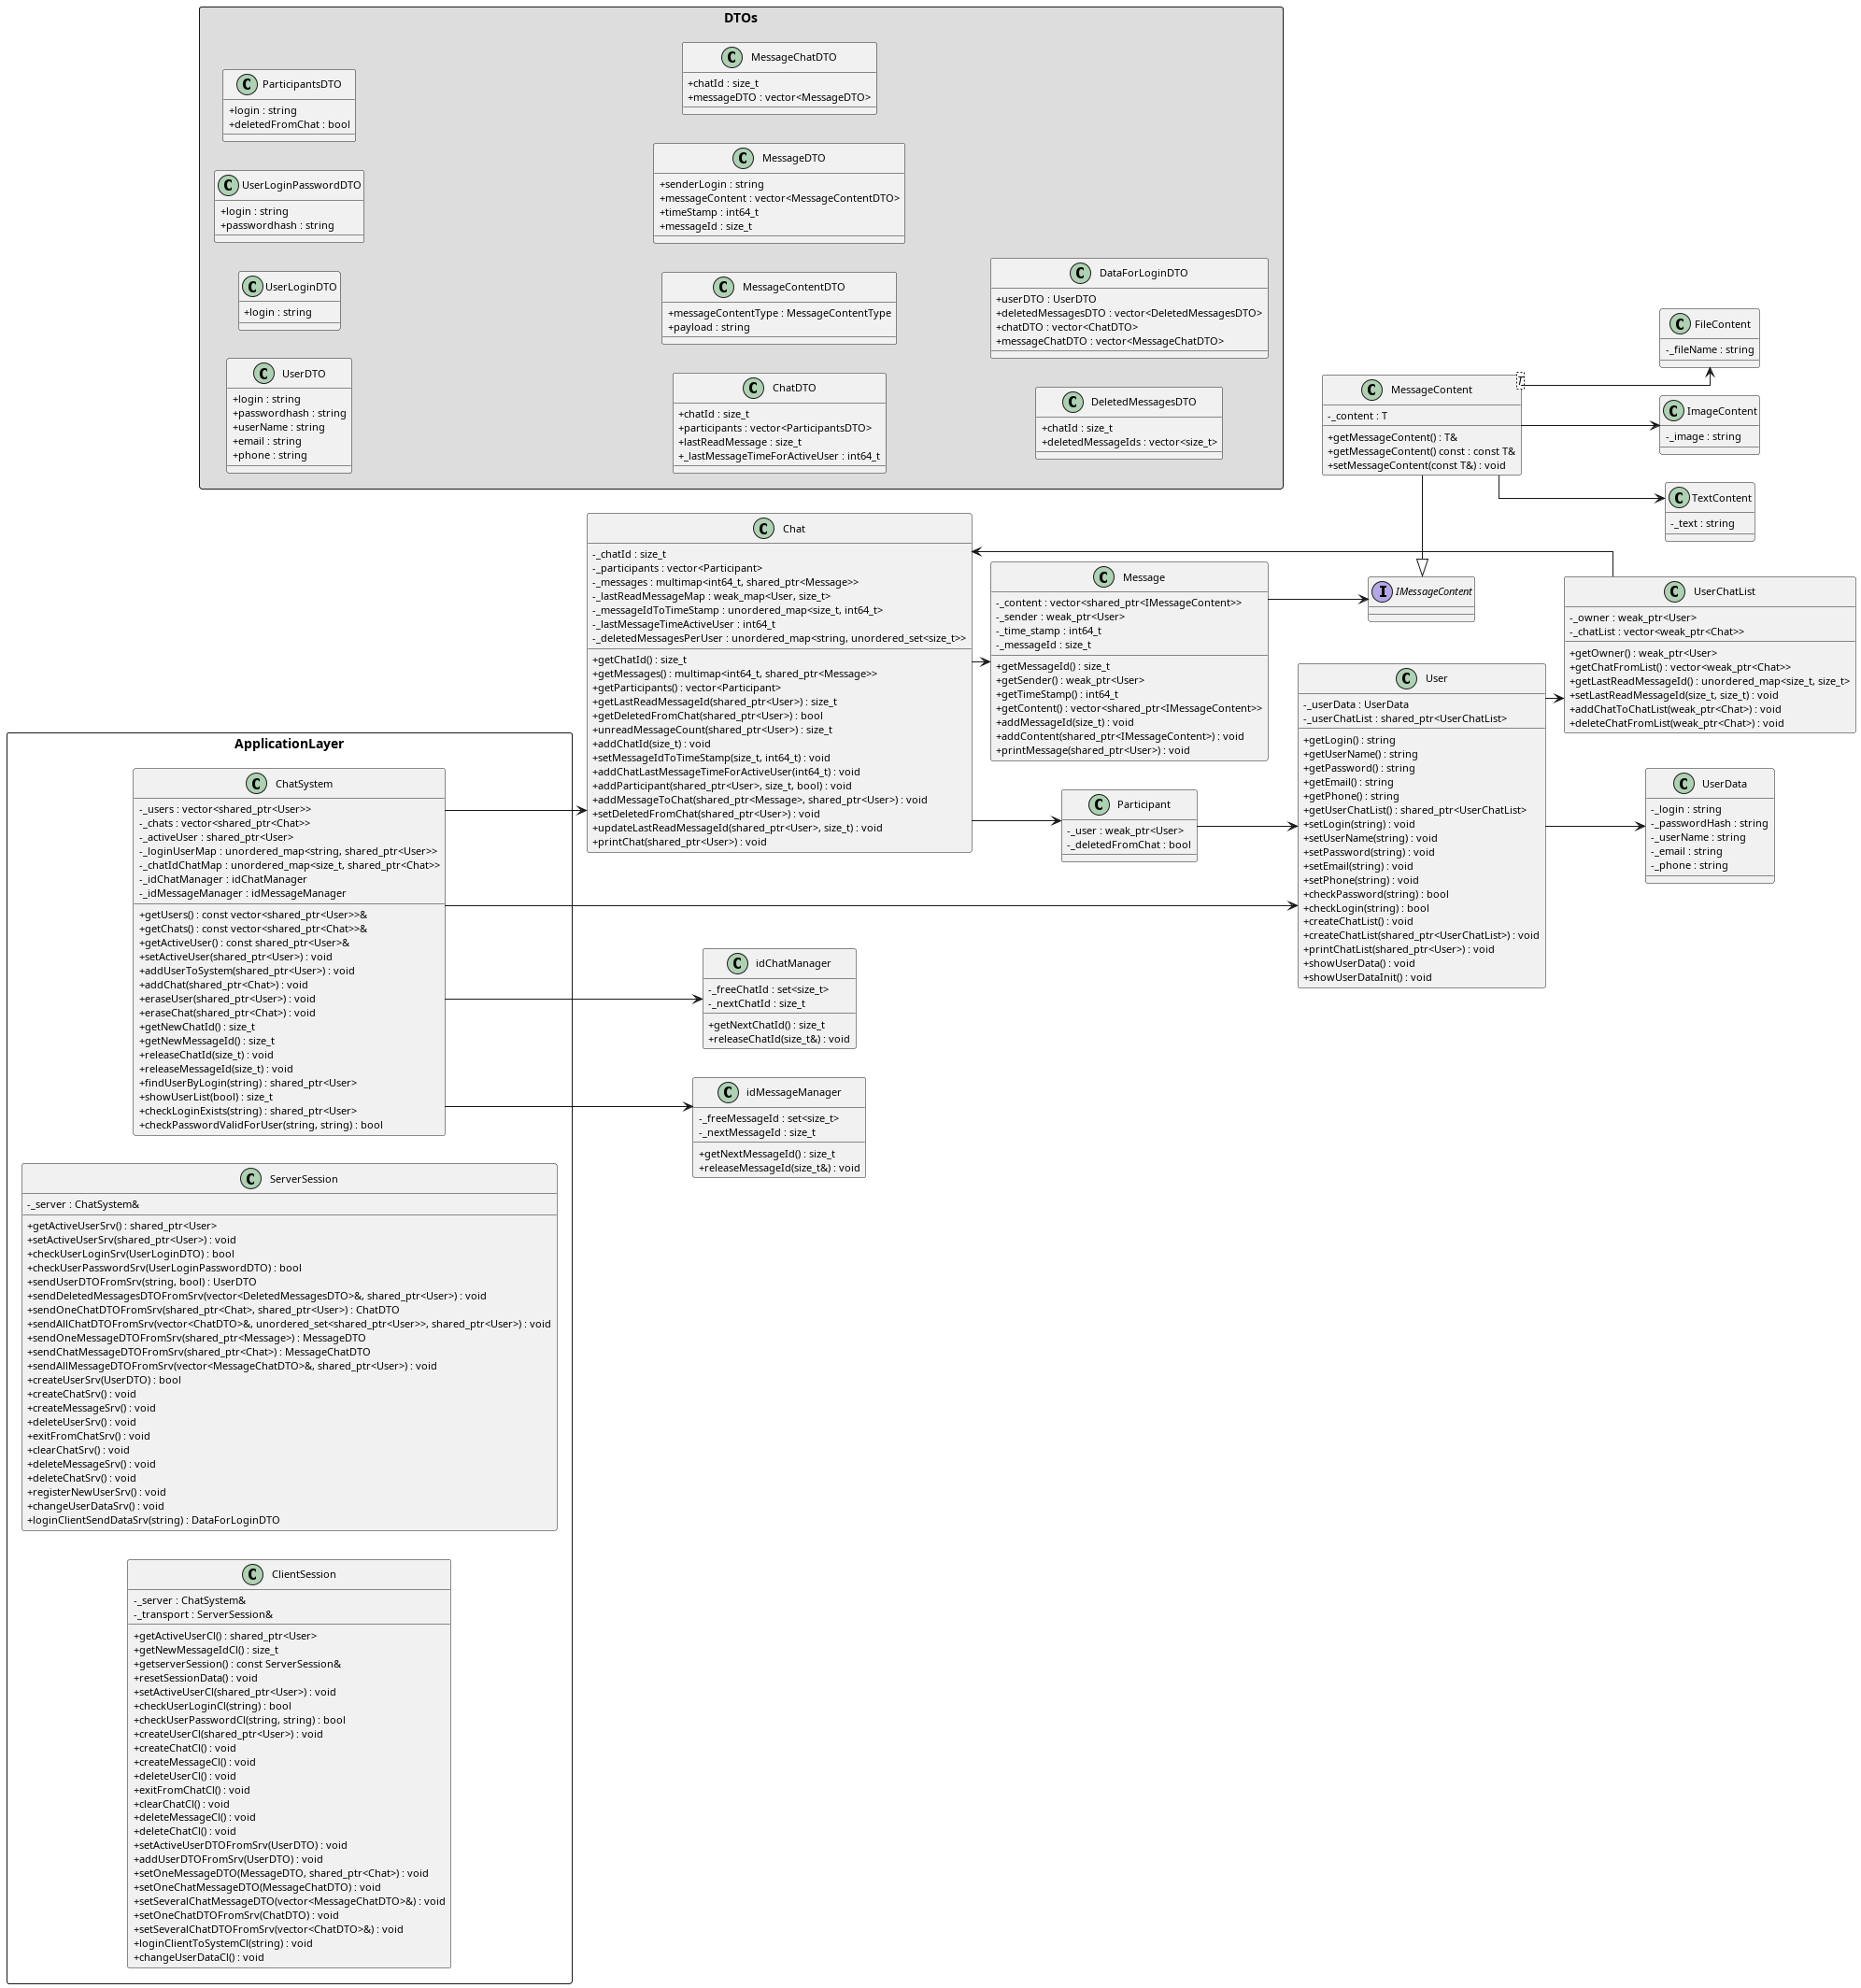 DTOs
ParticipantsDTO
+login : string
+deletedFromChat : bool
UserLoginPasswordDTO
+login : string
+passwordhash : string
UserLoginDTO
+login : string
UserDTO
+login : string
+passwordhash : string
+userName : string
+email : string
+phone : string
MessageChatDTO
+chatId : size_t
+messageDTO : vector<MessageDTO>
MessageDTO
+senderLogin : string
+messageContent : vector<MessageContentDTO>
+timeStamp : int64_t
+messageId : size_t
MessageContentDTO
+messageContentType : MessageContentType
+payload : string
ChatDTO
+chatId : size_t
+participants : vector<ParticipantsDTO>
+lastReadMessage : size_t
+_lastMessageTimeForActiveUser : int64_t
DataForLoginDTO
+userDTO : UserDTO
+deletedMessagesDTO : vector<DeletedMessagesDTO>
+chatDTO : vector<ChatDTO>
+messageChatDTO : vector<MessageChatDTO>
DeletedMessagesDTO
+chatId : size_t
+deletedMessageIds : vector<size_t>
MessageContent
T
-_content : T
+getMessageContent() : T&
+getMessageContent() const : const T&
+setMessageContent(const T&) : void
FileContent
-_fileName : string
ImageContent
-_image : string
TextContent
-_text : string
IMessageContent
Chat
-_chatId : size_t
-_participants : vector<Participant>
-_messages : multimap<int64_t, shared_ptr<Message>>
-_lastReadMessageMap : weak_map<User, size_t>
-_messageIdToTimeStamp : unordered_map<size_t, int64_t>
-_lastMessageTimeActiveUser : int64_t
-_deletedMessagesPerUser : unordered_map<string, unordered_set<size_t>>
+getChatId() : size_t
+getMessages() : multimap<int64_t, shared_ptr<Message>>
+getParticipants() : vector<Participant>
+getLastReadMessageId(shared_ptr<User>) : size_t
+getDeletedFromChat(shared_ptr<User>) : bool
+unreadMessageCount(shared_ptr<User>) : size_t
+addChatId(size_t) : void
+setMessageIdToTimeStamp(size_t, int64_t) : void
+addChatLastMessageTimeForActiveUser(int64_t) : void
+addParticipant(shared_ptr<User>, size_t, bool) : void
+addMessageToChat(shared_ptr<Message>, shared_ptr<User>) : void
+setDeletedFromChat(shared_ptr<User>) : void
+updateLastReadMessageId(shared_ptr<User>, size_t) : void
+printChat(shared_ptr<User>) : void
Message
-_content : vector<shared_ptr<IMessageContent>>
-_sender : weak_ptr<User>
-_time_stamp : int64_t
-_messageId : size_t
+getMessageId() : size_t
+getSender() : weak_ptr<User>
+getTimeStamp() : int64_t
+getContent() : vector<shared_ptr<IMessageContent>>
+addMessageId(size_t) : void
+addContent(shared_ptr<IMessageContent>) : void
+printMessage(shared_ptr<User>) : void
UserChatList
-_owner : weak_ptr<User>
-_chatList : vector<weak_ptr<Chat>>
+getOwner() : weak_ptr<User>
+getChatFromList() : vector<weak_ptr<Chat>>
+getLastReadMessageId() : unordered_map<size_t, size_t>
+setLastReadMessageId(size_t, size_t) : void
+addChatToChatList(weak_ptr<Chat>) : void
+deleteChatFromList(weak_ptr<Chat>) : void
User
-_userData : UserData
-_userChatList : shared_ptr<UserChatList>
+getLogin() : string
+getUserName() : string
+getPassword() : string
+getEmail() : string
+getPhone() : string
+getUserChatList() : shared_ptr<UserChatList>
+setLogin(string) : void
+setUserName(string) : void
+setPassword(string) : void
+setEmail(string) : void
+setPhone(string) : void
+checkPassword(string) : bool
+checkLogin(string) : bool
+createChatList() : void
+createChatList(shared_ptr<UserChatList>) : void
+printChatList(shared_ptr<User>) : void
+showUserData() : void
+showUserDataInit() : void
UserData
-_login : string
-_passwordHash : string
-_userName : string
-_email : string
-_phone : string
Participant
-_user : weak_ptr<User>
-_deletedFromChat : bool
ApplicationLayer
ChatSystem
-_users : vector<shared_ptr<User>>
-_chats : vector<shared_ptr<Chat>>
-_activeUser : shared_ptr<User>
-_loginUserMap : unordered_map<string, shared_ptr<User>>
-_chatIdChatMap : unordered_map<size_t, shared_ptr<Chat>>
-_idChatManager : idChatManager
-_idMessageManager : idMessageManager
+getUsers() : const vector<shared_ptr<User>>&
+getChats() : const vector<shared_ptr<Chat>>&
+getActiveUser() : const shared_ptr<User>&
+setActiveUser(shared_ptr<User>) : void
+addUserToSystem(shared_ptr<User>) : void
+addChat(shared_ptr<Chat>) : void
+eraseUser(shared_ptr<User>) : void
+eraseChat(shared_ptr<Chat>) : void
+getNewChatId() : size_t
+getNewMessageId() : size_t
+releaseChatId(size_t) : void
+releaseMessageId(size_t) : void
+findUserByLogin(string) : shared_ptr<User>
+showUserList(bool) : size_t
+checkLoginExists(string) : shared_ptr<User>
+checkPasswordValidForUser(string, string) : bool
idChatManager
-_freeChatId : set<size_t>
-_nextChatId : size_t
+getNextChatId() : size_t
+releaseChatId(size_t&) : void
idMessageManager
-_freeMessageId : set<size_t>
-_nextMessageId : size_t
+getNextMessageId() : size_t
+releaseMessageId(size_t&) : void
ServerSession
-_server : ChatSystem&
+getActiveUserSrv() : shared_ptr<User>
+setActiveUserSrv(shared_ptr<User>) : void
+checkUserLoginSrv(UserLoginDTO) : bool
+checkUserPasswordSrv(UserLoginPasswordDTO) : bool
+sendUserDTOFromSrv(string, bool) : UserDTO
+sendDeletedMessagesDTOFromSrv(vector<DeletedMessagesDTO>&, shared_ptr<User>) : void
+sendOneChatDTOFromSrv(shared_ptr<Chat>, shared_ptr<User>) : ChatDTO
+sendAllChatDTOFromSrv(vector<ChatDTO>&, unordered_set<shared_ptr<User>>, shared_ptr<User>) : void
+sendOneMessageDTOFromSrv(shared_ptr<Message>) : MessageDTO
+sendChatMessageDTOFromSrv(shared_ptr<Chat>) : MessageChatDTO
+sendAllMessageDTOFromSrv(vector<MessageChatDTO>&, shared_ptr<User>) : void
+createUserSrv(UserDTO) : bool
+createChatSrv() : void
+createMessageSrv() : void
+deleteUserSrv() : void
+exitFromChatSrv() : void
+clearChatSrv() : void
+deleteMessageSrv() : void
+deleteChatSrv() : void
+registerNewUserSrv() : void
+changeUserDataSrv() : void
+loginClientSendDataSrv(string) : DataForLoginDTO
ClientSession
-_server : ChatSystem&
-_transport : ServerSession&
+getActiveUserCl() : shared_ptr<User>
+getNewMessageIdCl() : size_t
+getserverSession() : const ServerSession&
+resetSessionData() : void
+setActiveUserCl(shared_ptr<User>) : void
+checkUserLoginCl(string) : bool
+checkUserPasswordCl(string, string) : bool
+createUserCl(shared_ptr<User>) : void
+createChatCl() : void
+createMessageCl() : void
+deleteUserCl() : void
+exitFromChatCl() : void
+clearChatCl() : void
+deleteMessageCl() : void
+deleteChatCl() : void
+setActiveUserDTOFromSrv(UserDTO) : void
+addUserDTOFromSrv(UserDTO) : void
+setOneMessageDTO(MessageDTO, shared_ptr<Chat>) : void
+setOneChatMessageDTO(MessageChatDTO) : void
+setSeveralChatMessageDTO(vector<MessageChatDTO>&) : void
+setOneChatDTOFromSrv(ChatDTO) : void
+setSeveralChatDTOFromSrv(vector<ChatDTO>&) : void
+loginClientToSystemCl(string) : void
+changeUserDataCl() : void